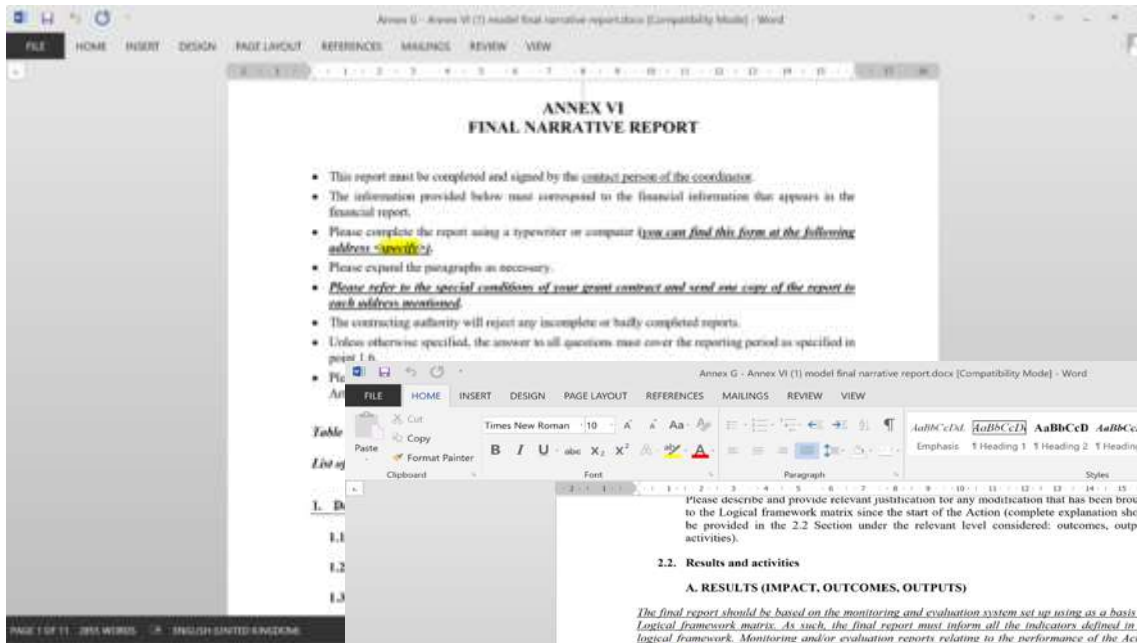 Annex G - Annex VI (1) model final narrative report.docx [Compatibility Mode] - Word
FILE HOME INSERT DESIGN PAGE LAYOUT REFERENCES MAILINGS REVIEW VIEW
ANNEX VI
FINAL NARRATIVE REPORT
• This report must be completed and signed by the contact person of the coordinator.
• The information provided below must correspond to the financial information that appears in the
financial report.
• Please complete the report using a typewriter or computer (you can find this form at the following
address <specify>).
• Please expand the paragraphs as necessary.
• Please refer to the special conditions of your grant contract and send one copy of the report to
each address mentioned.
• The contracting authority will reject any incomplete or badly completed reports.
• Unless otherwise specified, the answer to all questions must cover the reporting period as specified in
point 1.6.
Table
List of
1.
1.1
1.2
1.3
PAGE 1 OF 11 2855 WORDS ENGLISH (UNITED KINGDOM)
Annex G - Annex VI (1) model final narrative report.docx [Compatibility Mode] - Word
FILE HOME INSERT DESIGN PAGE LAYOUT REFERENCES MAILINGS REVIEW VIEW
Paste
Cut
Copy
Format Painter
Clipboard
Times New Roman 10
B I U abc X₂ X²
Font
Paragraph
AaBbCcDd AaBbCcD AaBbCcD AaBbCc
Emphasis ¶ Heading 1 ¶ Heading 2 ¶ Heading
Styles
Please describe and provide relevant justification for any modification that has been brou
to the Logical framework matrix since the start of the Action (complete explanation sho
be provided in the 2.2 Section under the relevant level considered: outcomes, outp
activities).
2.2. Results and activities
A. RESULTS (IMPACT, OUTCOMES, OUTPUTS)
The final report should be based on the monitoring and evaluation system set up using as a basis
Logical framework matrix. As such, the final report must inform all the indicators defined in
logical framework. Monitoring and/or evaluation reports relating to the performance of the A